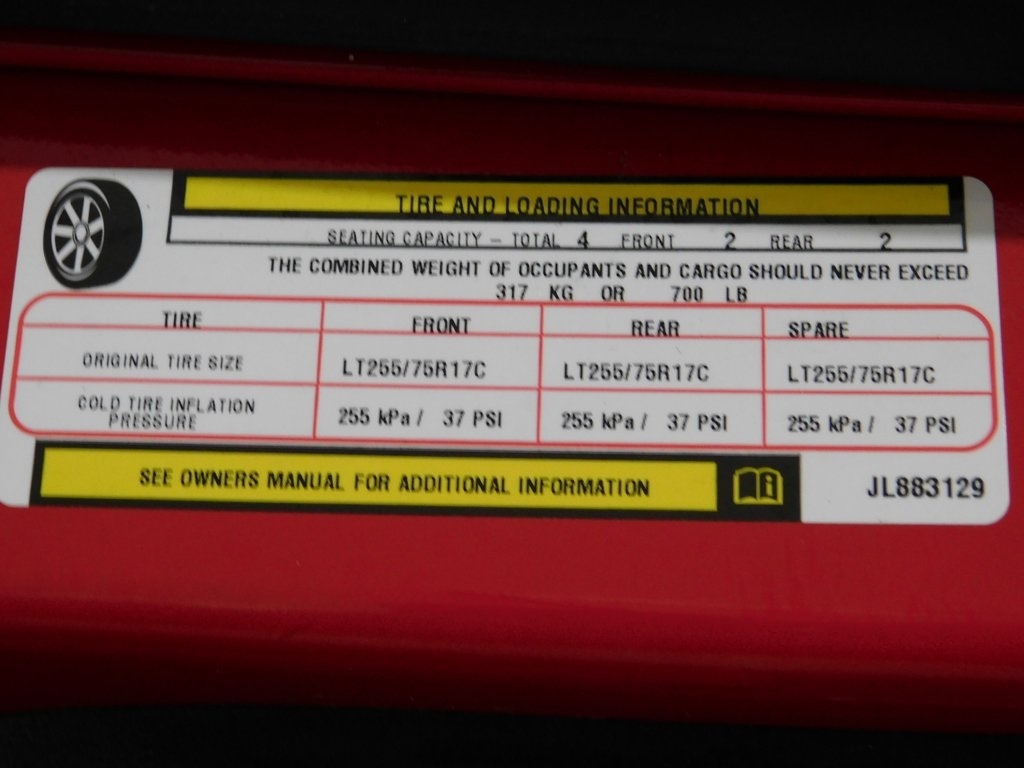 TIRE AND LOADING INFORMATION
SEATING CAPACITY – TOTAL 4 FRONT 2 REAR 2
THE COMBINED WEIGHT OF OCCUPANTS AND CARGO SHOULD NEVER EXCEED
317 KG OR 700 LB
TIRE FRONT REAR SPARE
ORIGINAL TIRE SIZE LT255/75R17C LT255/75R17C LT255/75R17C
COLD TIRE INFLATION
PRESSURE 255 kPa / 37 PSI 255 kPa / 37 PSI 255 kPa / 37 PSI
SEE OWNERS MANUAL FOR ADDITIONAL INFORMATION JL883129